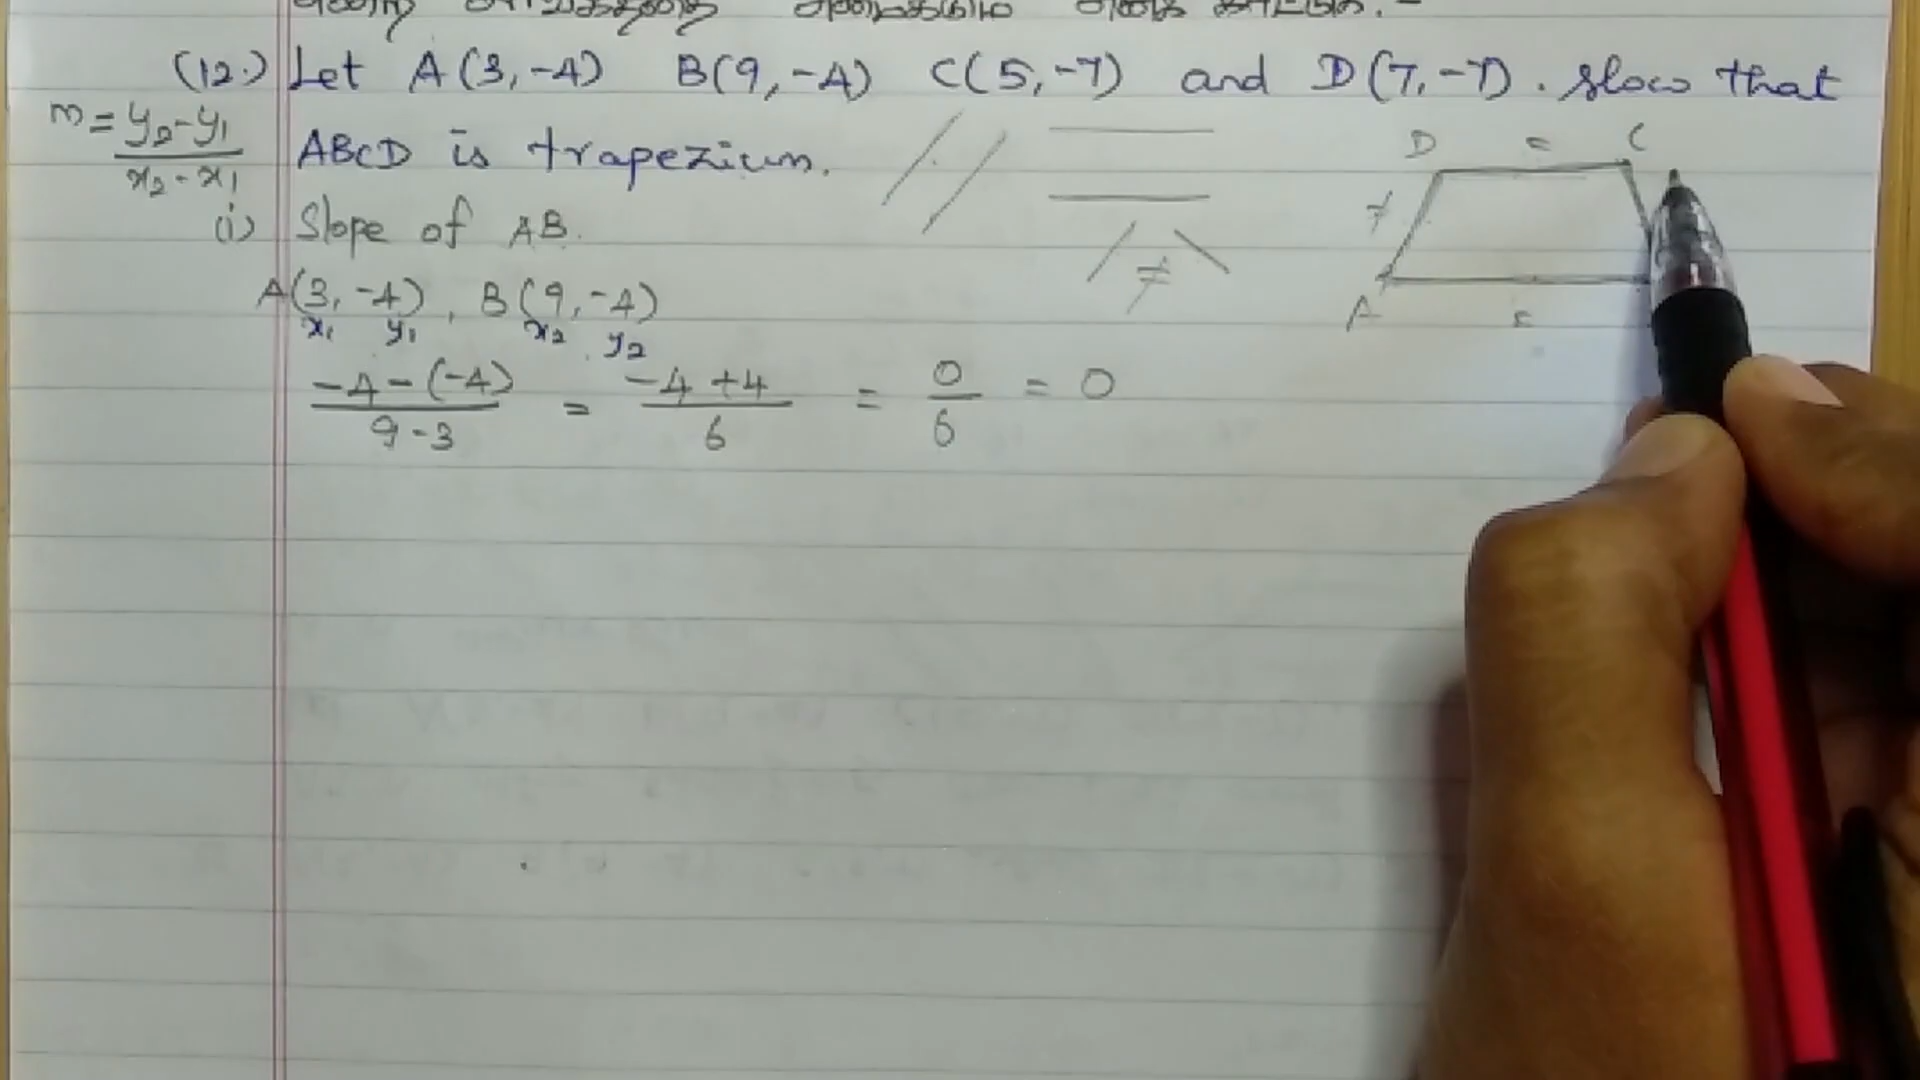 (12.) Let A(3,-4) B(9,-4) C(5,-7) and D(7,-7). show that
ABCD is trapezium.
m = y2-y1 / x2-x1
D = C
≠
A =
≠
(i) Slope of AB.
A(3,-4), B(9,-4)
x1 y1 x2 y2
-4-(-4) / 9-3 = -4+4 / 6 = 0 / 6 = 0